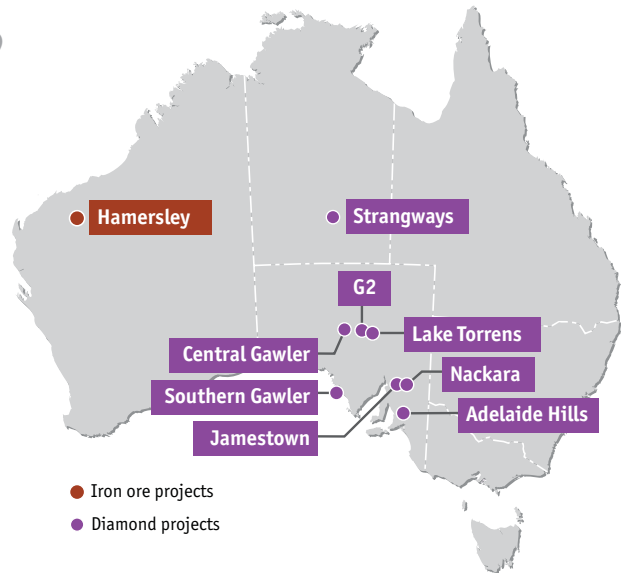 Hamersley
Strangways
G2
Lake Torrens
Central Gawler
Nackara
Southern Gawler
Adelaide Hills
Jamestown
Iron ore projects
Diamond projects